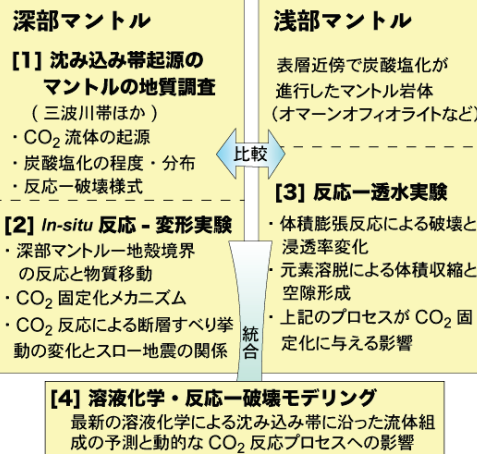 深部マントル
[1] 沈み込み帯起源の
マントルの地質調査
(三波川帯ほか)
・CO2 流体の起源
・炭酸塩化の程度・分布
・反応ー破壊様式
[2] In-situ 反応 - 変形実験
・深部マントルー地殻境界
の反応と物質移動
・CO2 固定化メカニズム
・CO2 反応による断層すべり挙
動の変化とスロー地震の関係
比較
統合
浅部マントル
表層近傍で炭酸塩化が
進行したマントル岩体
(オマーンオフィオライトなど)
[3] 反応ー透水実験
・体積膨張反応による破壊と
浸透率変化
・元素溶脱による体積収縮と
空隙形成
・上記のプロセスが CO2 固
定化に与える影響
[4] 溶液化学・反応ー破壊モデリング
最新の溶液化学による沈み込み帯に沿った流体組
成の予測と動的な CO2 反応プロセスへの影響